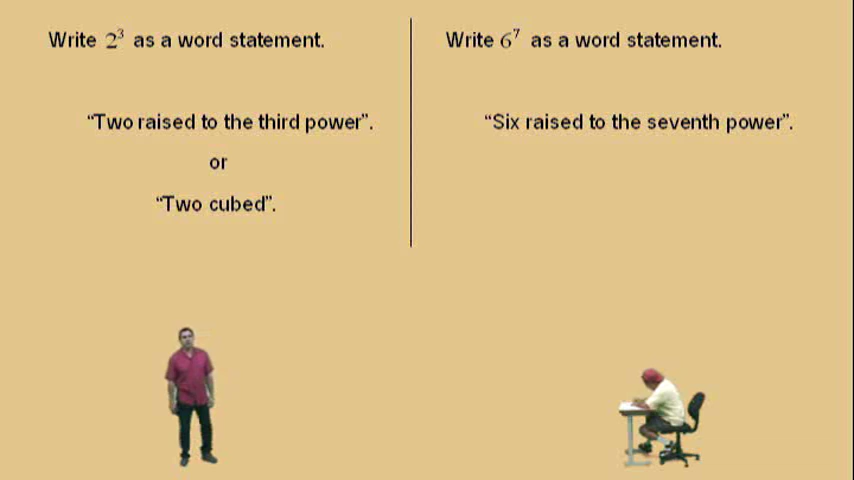 Write 2³ as a word statement.
“Two raised to the third power”.
or
“Two cubed”.
Write 6⁷ as a word statement.
“Six raised to the seventh power”.